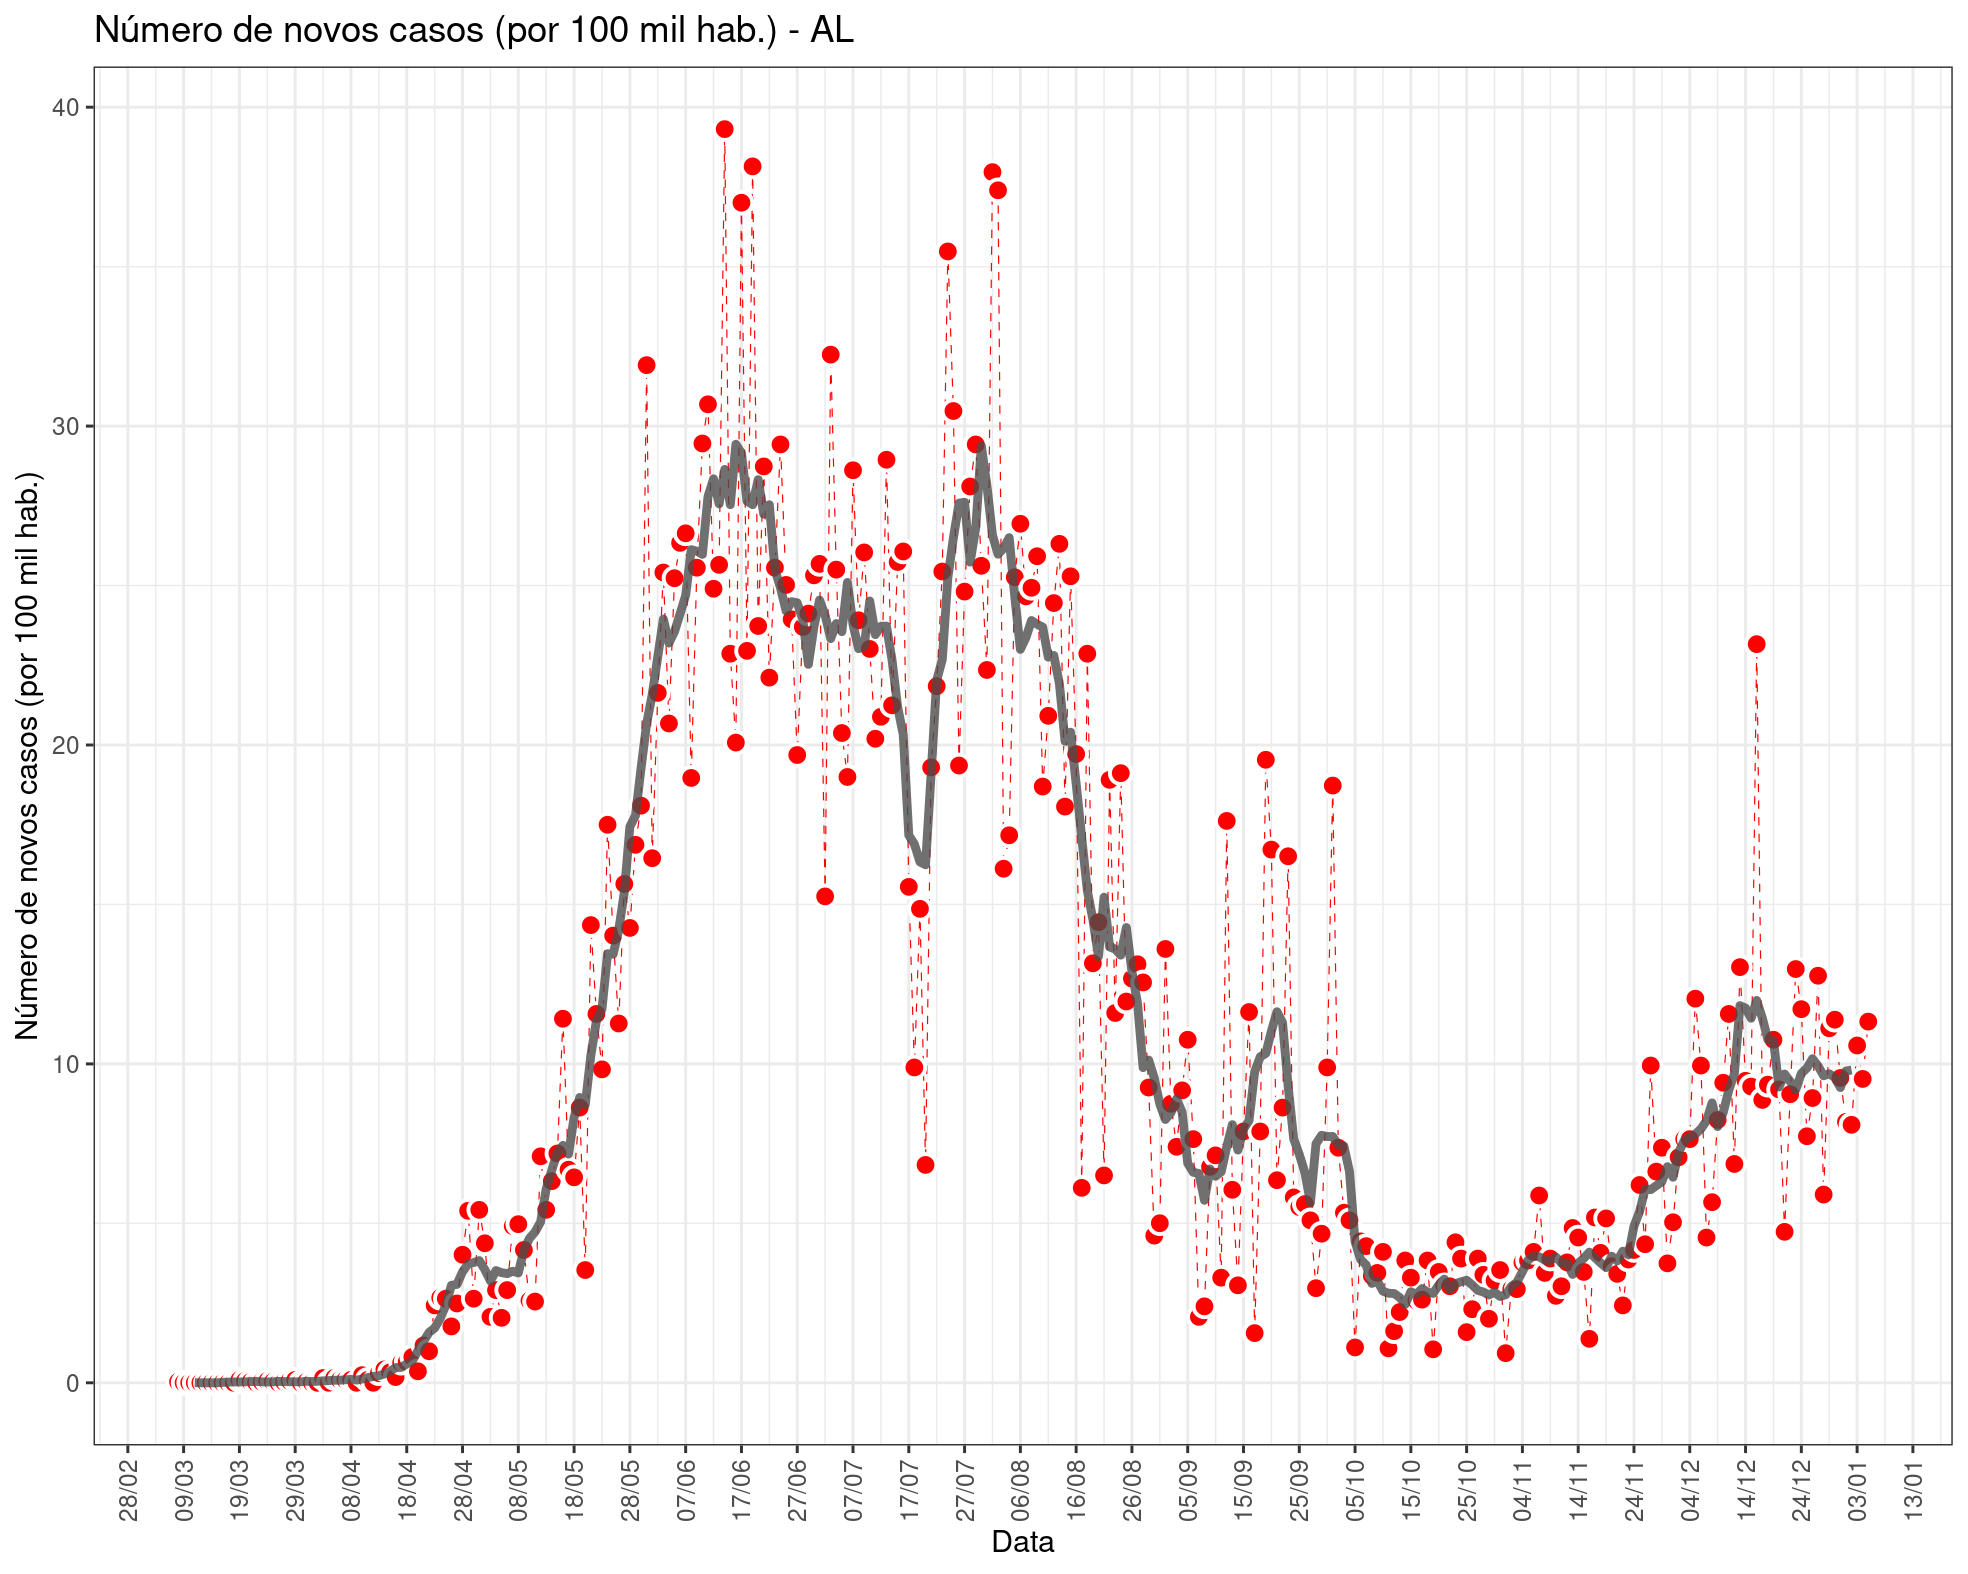 Número de novos casos (por 100 mil hab.) - AL
Número de novos casos (por 100 mil hab.)
40
30
20
10
0
28/02 09/03 19/03 29/03 08/04 18/04 28/04 08/05 18/05 28/05 07/06 17/06 27/06 07/07 17/07 27/07 06/08 16/08 26/08 05/09 15/09 25/09 05/10 15/10 25/10 04/11 14/11 24/11 04/12 14/12 24/12 03/01 13/01
Data